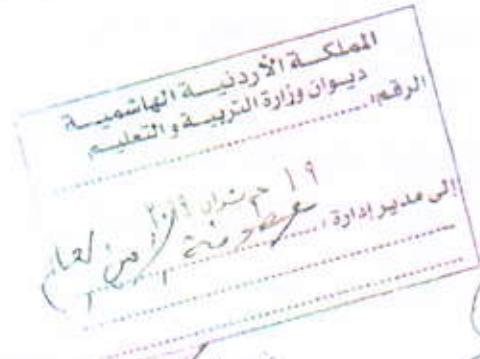 المملكة الأردنية الهاشمية
ديوان وزارة التربية والتعليم
الرقم:
١٩ حزيران ٢٠١٩
إلى مدير إدارة: